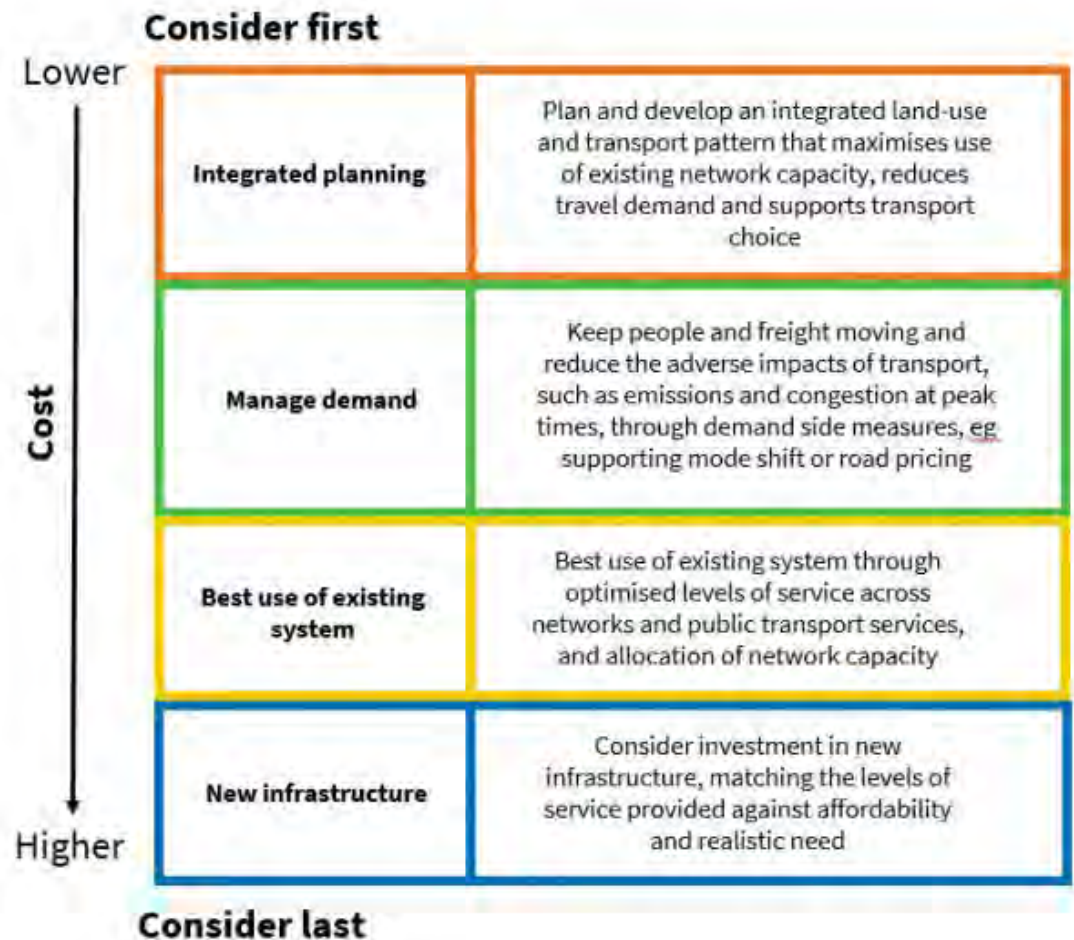 Consider first
Lower
Integrated planning
Plan and develop an integrated land-use
and transport pattern that maximises use
of existing network capacity, reduces
travel demand and supports transport
choice
Cost
Manage demand
Keep people and freight moving and
reduce the adverse impacts of transport,
such as emissions and congestion at peak
times, through demand side measures, eg
supporting mode shift or road pricing
Best use of existing
system
Best use of existing system through
optimised levels of service across
networks and public transport services,
and allocation of network capacity
New infrastructure
Consider investment in new
infrastructure, matching the levels of
service provided against affordability
and realistic need
Higher
Consider last